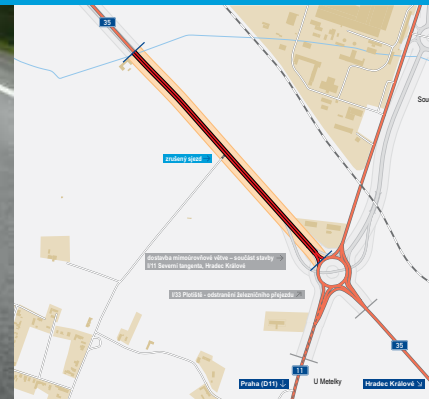 35
Sou
zrušený sjezd →
dostavba mimoúrovňové větve – součást stavby →
I/11 Severní tangenta, Hradec Králové
I/33 Plotiště - odstranění železničního přejezdu ↗
35
11
Praha (D11) ↓
U Metelky
Hradec Králové ↘